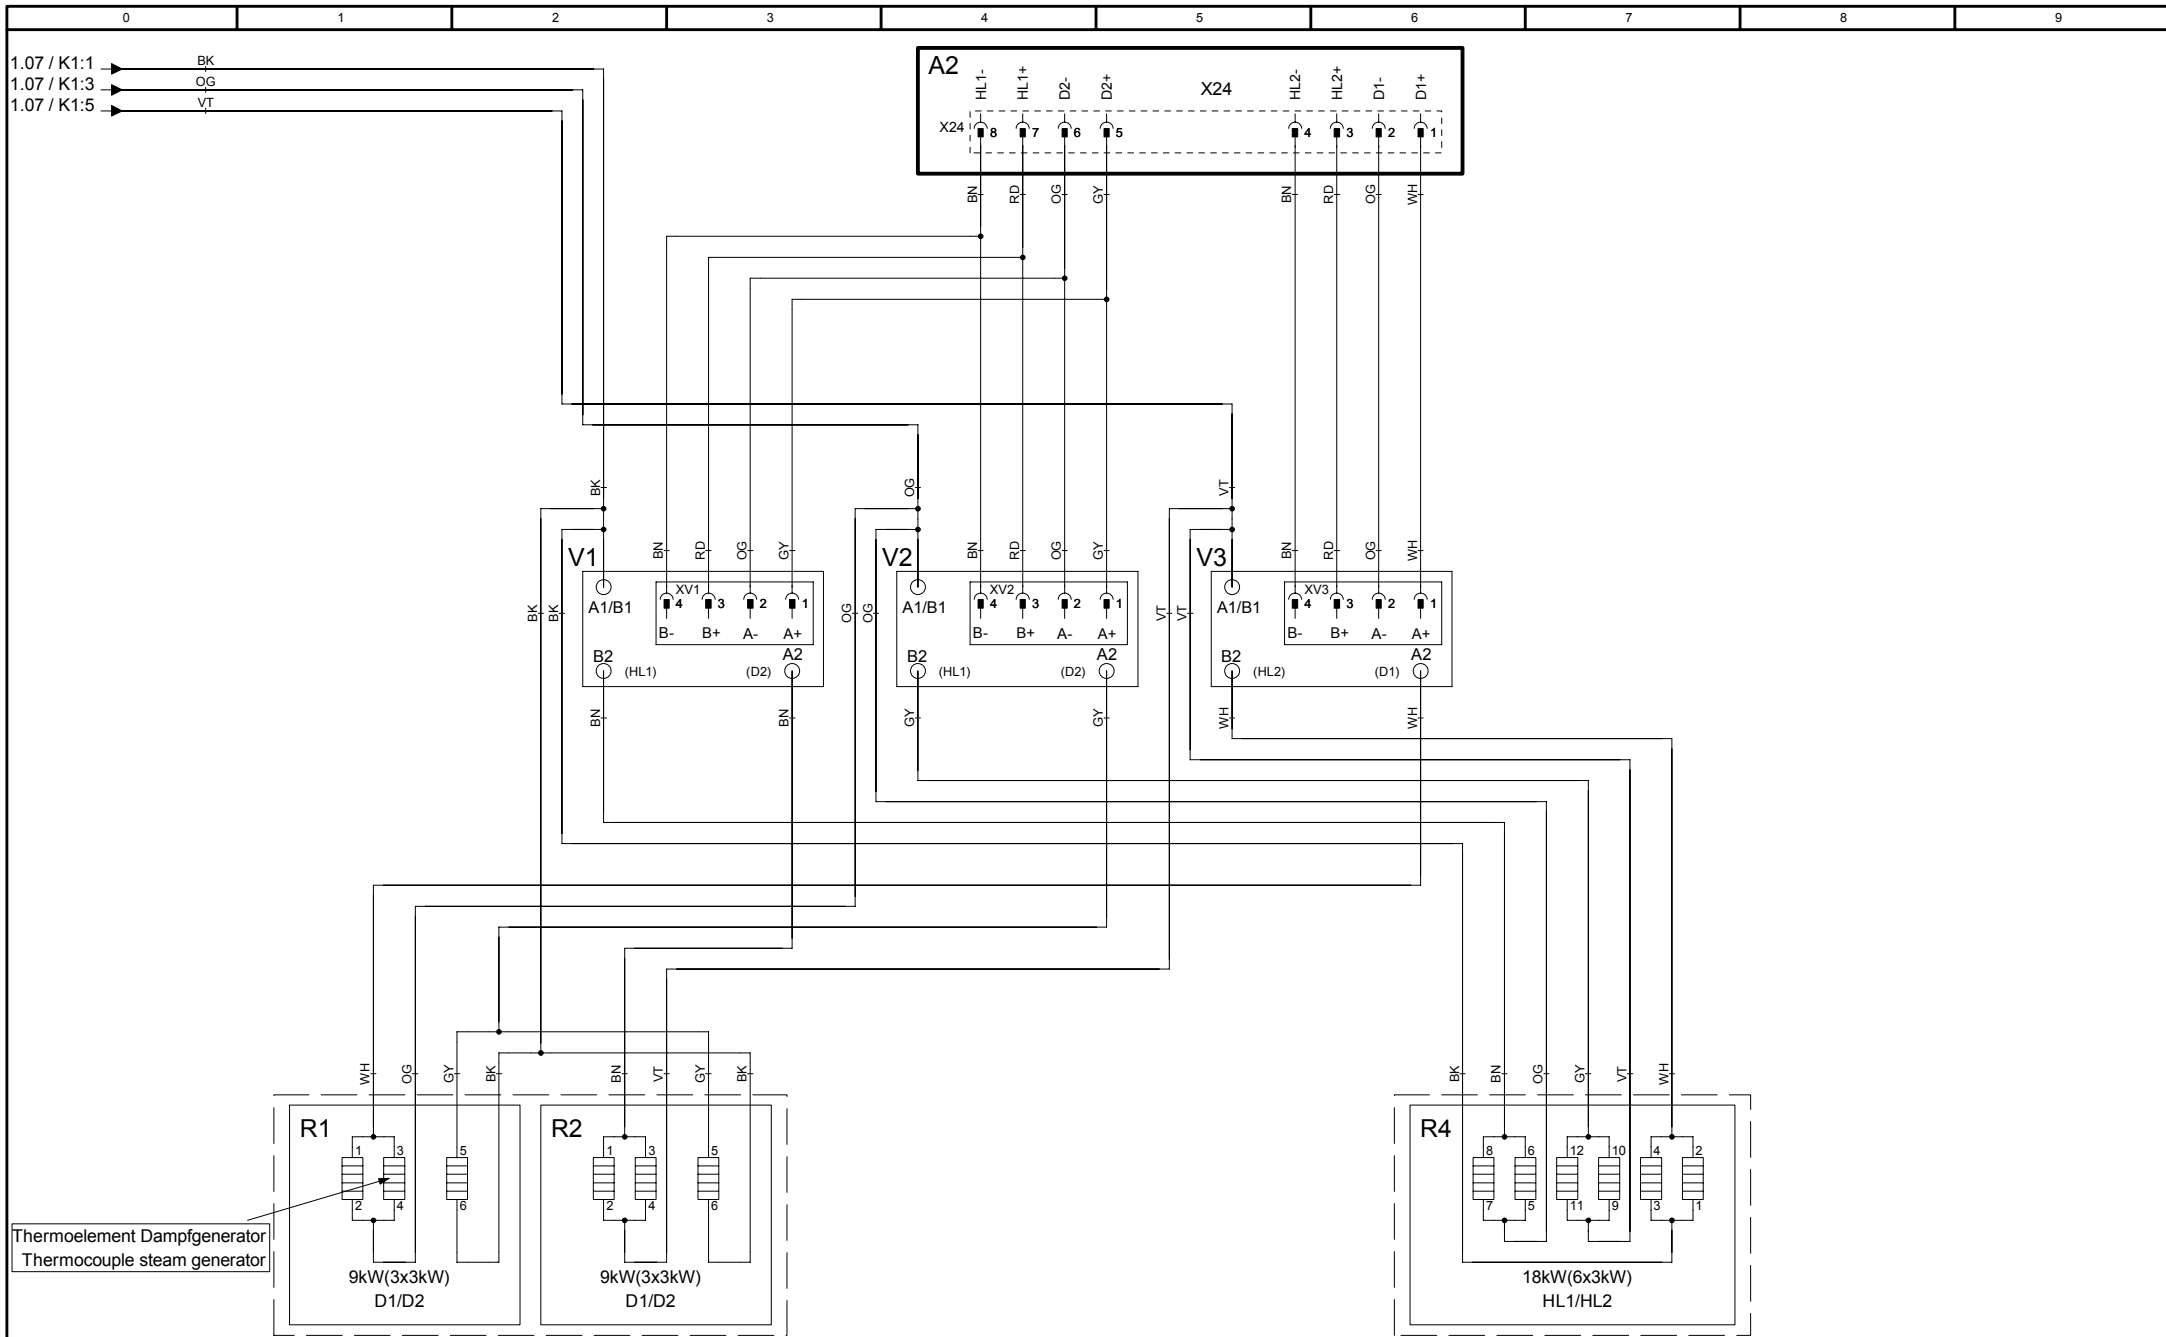 0 1 2 3 4 5 6 7 8 9
1.07 / K1:1 BK
1.07 / K1:3 OG
1.07 / K1:5 VT
A2
HL1- HL1+ D2- D2+ X24 HL2- HL2+ D1- D1+
X24 8 7 6 5 4 3 2 1
BN RD OG GY BN RD OG WH
BK OG VT
V1 BN RD OG GY V2 BN RD OG GY V3 BN RD OG WH
XV1 XV2 XV3
4 3 2 1 4 3 2 1 4 3 2 1
BK BK A1/B1 OG OG A1/B1 VT VT A1/B1
B- B+ A- A+ B- B+ A- A+ B- B+ A- A+
B2 A2 B2 A2 B2 A2
(HL1) (D2) (HL1) (D2) (HL2) (D1)
BN BN GY GY WH WH
WH OG GY BK BN VT GY BK BK BN OG GY VT WH
R1 R2 R4
1 3 5 1 3 5 8 6 12 10 4 2
2 4 6 2 4 6 7 5 11 9 3 1
Thermoelement Dampfgenerator
Thermocouple steam generator
9kW(3x3kW) 9kW(3x3kW) 18kW(6x3kW)
D1/D2 D1/D2 HL1/HL2